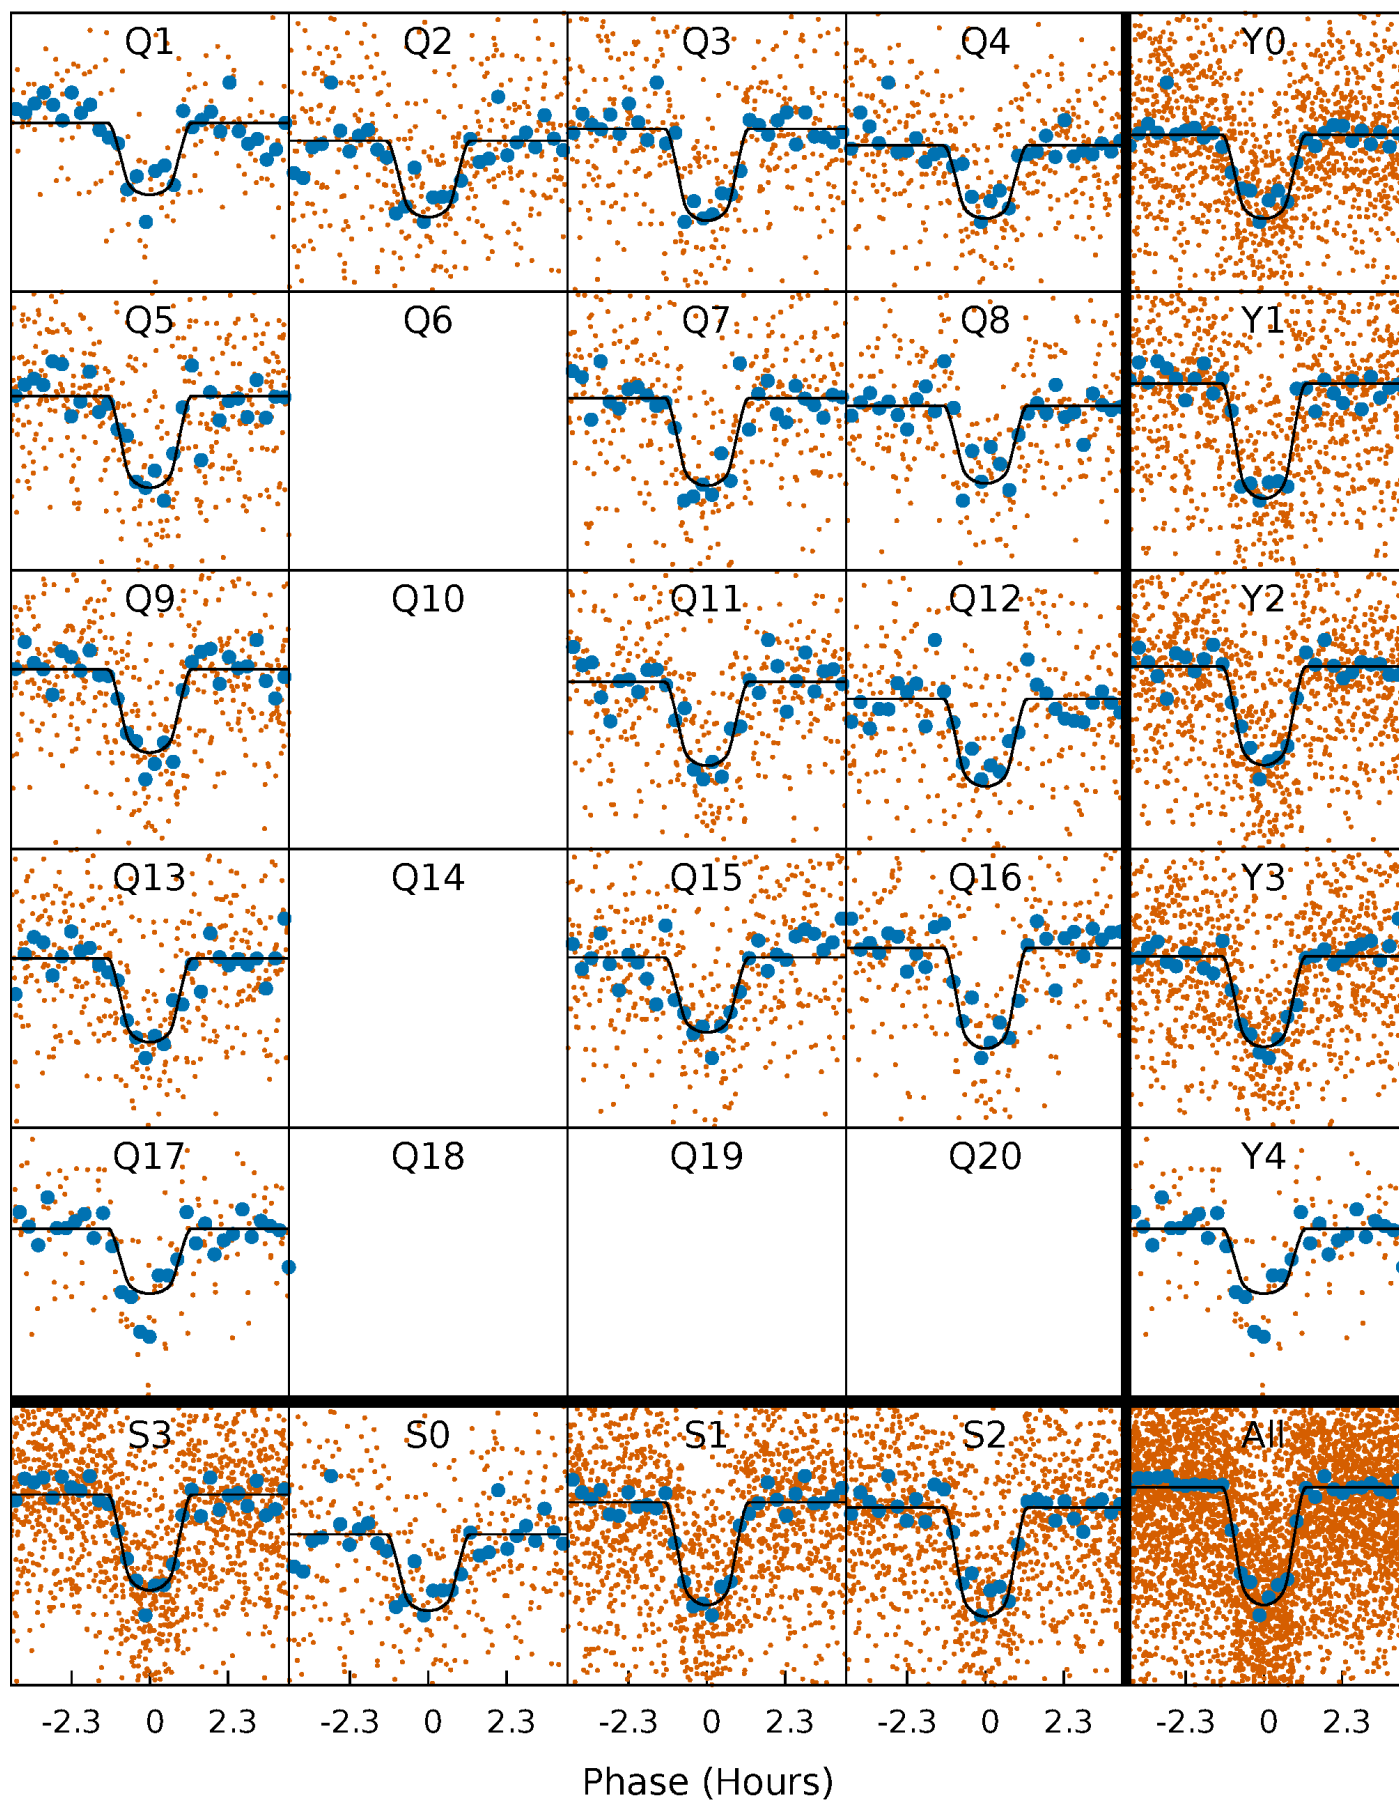 Q1 Q2 Q3 Q4 Y0
Q5 Q6 Q7 Q8 Y1
Q9 Q10 Q11 Q12 Y2
Q13 Q14 Q15 Q16 Y3
Q17 Q18 Q19 Q20 Y4
S3 S0 S1 S2 All
-2.3 0 2.3 -2.3 0 2.3 -2.3 0 2.3 -2.3 0 2.3 -2.3 0 2.3
Phase (Hours)